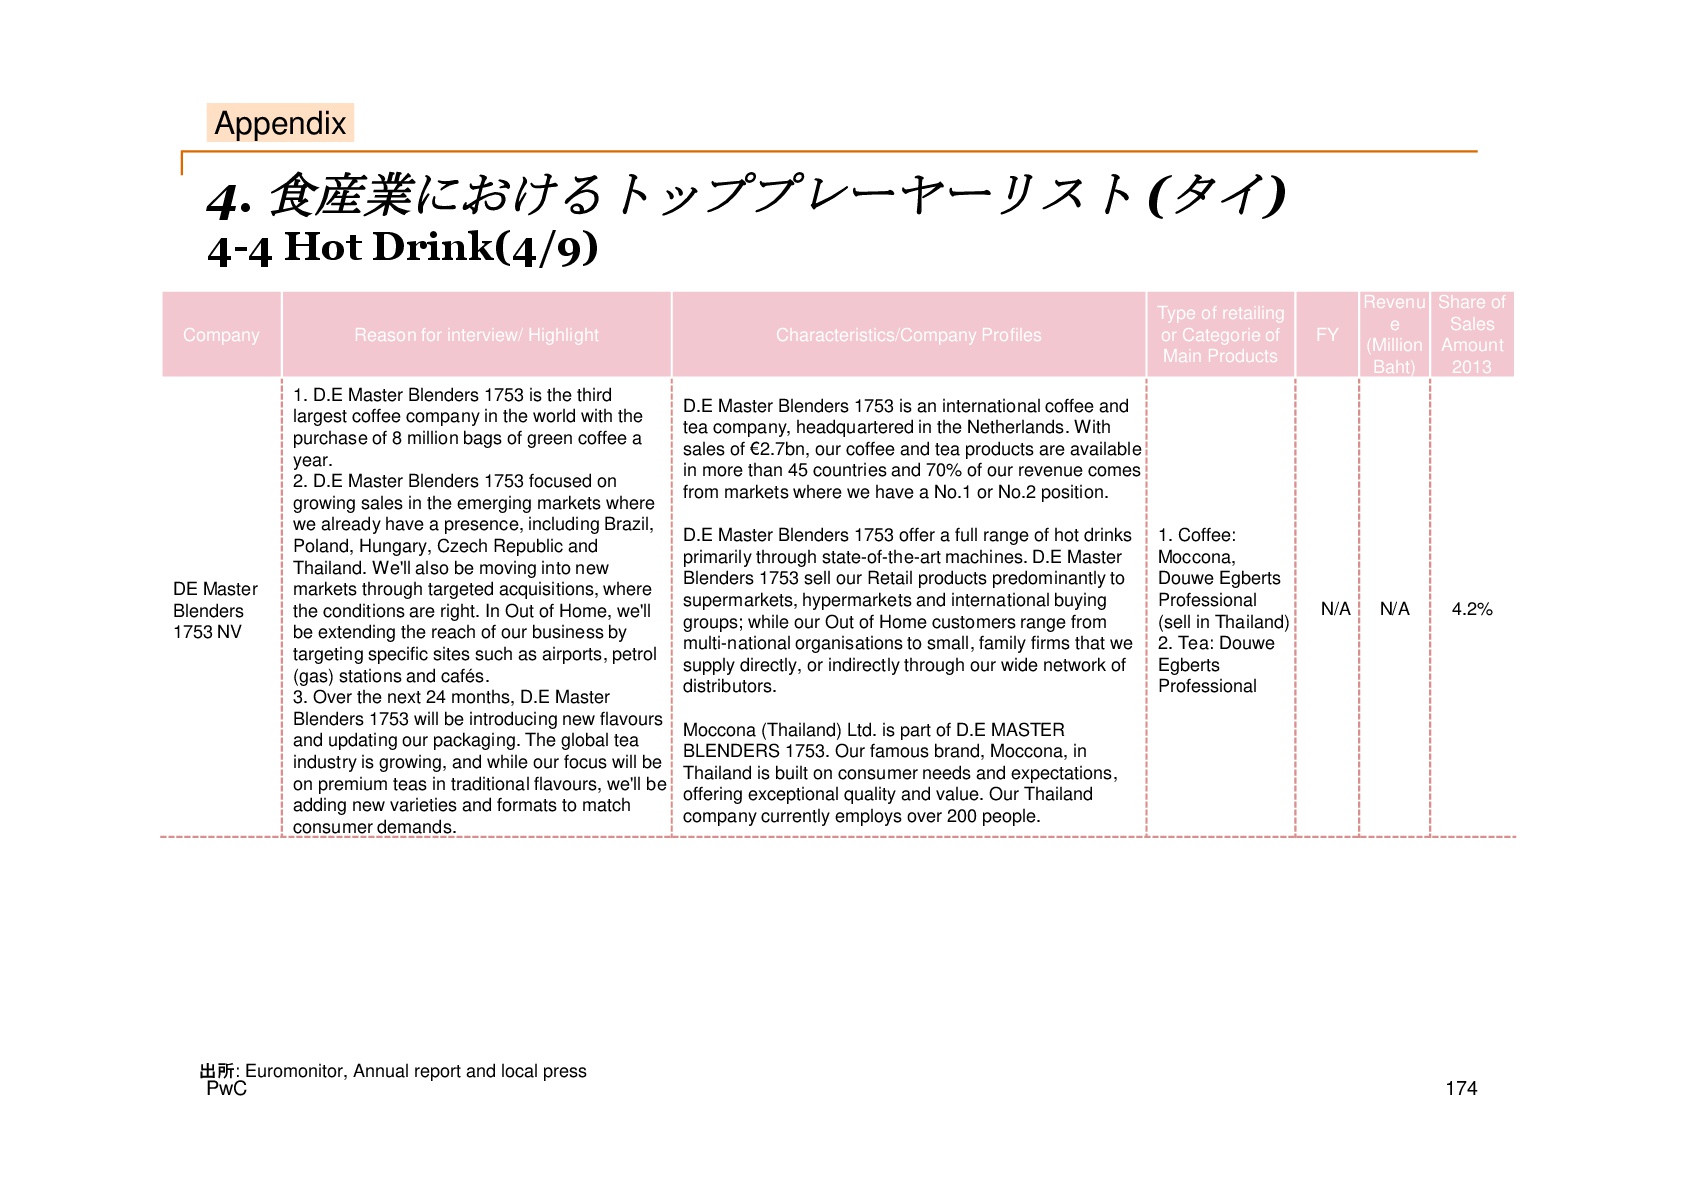 Appendix
4. 食産業におけるトッププレーヤーリスト(タイ)
4-4 Hot Drink(4/9)
Company
Reason for interview/ Highlight
Characteristics/Company Profiles
Type of retailing
or Categorie of
Main Products
FY
Revenu
e
(Million
Baht)
Share of
Sales
Amount
2013
DE Master
Blenders
1753 NV
1. D.E Master Blenders 1753 is the third
largest coffee company in the world with the
purchase of 8 million bags of green coffee a
year.
2. D.E Master Blenders 1753 focused on
growing sales in the emerging markets where
we already have a presence, including Brazil,
Poland, Hungary, Czech Republic and
Thailand. We'll also be moving into new
markets through targeted acquisitions, where
the conditions are right. In Out of Home, we'll
be extending the reach of our business by
targeting specific sites such as airports, petrol
(gas) stations and cafés.
3. Over the next 24 months, D.E Master
Blenders 1753 will be introducing new flavours
and updating our packaging. The global tea
industry is growing, and while our focus will be
on premium teas in traditional flavours, we'll be
adding new varieties and formats to match
consumer demands.
D.E Master Blenders 1753 is an international coffee and
tea company, headquartered in the Netherlands. With
sales of €2.7bn, our coffee and tea products are available
in more than 45 countries and 70% of our revenue comes
from markets where we have a No.1 or No.2 position.
D.E Master Blenders 1753 offer a full range of hot drinks
primarily through state-of-the-art machines. D.E Master
Blenders 1753 sell our Retail products predominantly to
supermarkets, hypermarkets and international buying
groups; while our Out of Home customers range from
multi-national organisations to small, family firms that we
supply directly, or indirectly through our wide network of
distributors.
Moccona (Thailand) Ltd. is part of D.E MASTER
BLENDERS 1753. Our famous brand, Moccona, in
Thailand is built on consumer needs and expectations,
offering exceptional quality and value. Our Thailand
company currently employs over 200 people.
1. Coffee:
Moccona,
Douwe Egberts
Professional
(sell in Thailand)
2. Tea: Douwe
Egberts
Professional
N/A
N/A
4.2%
出所: Euromonitor, Annual report and local press
PwC
174